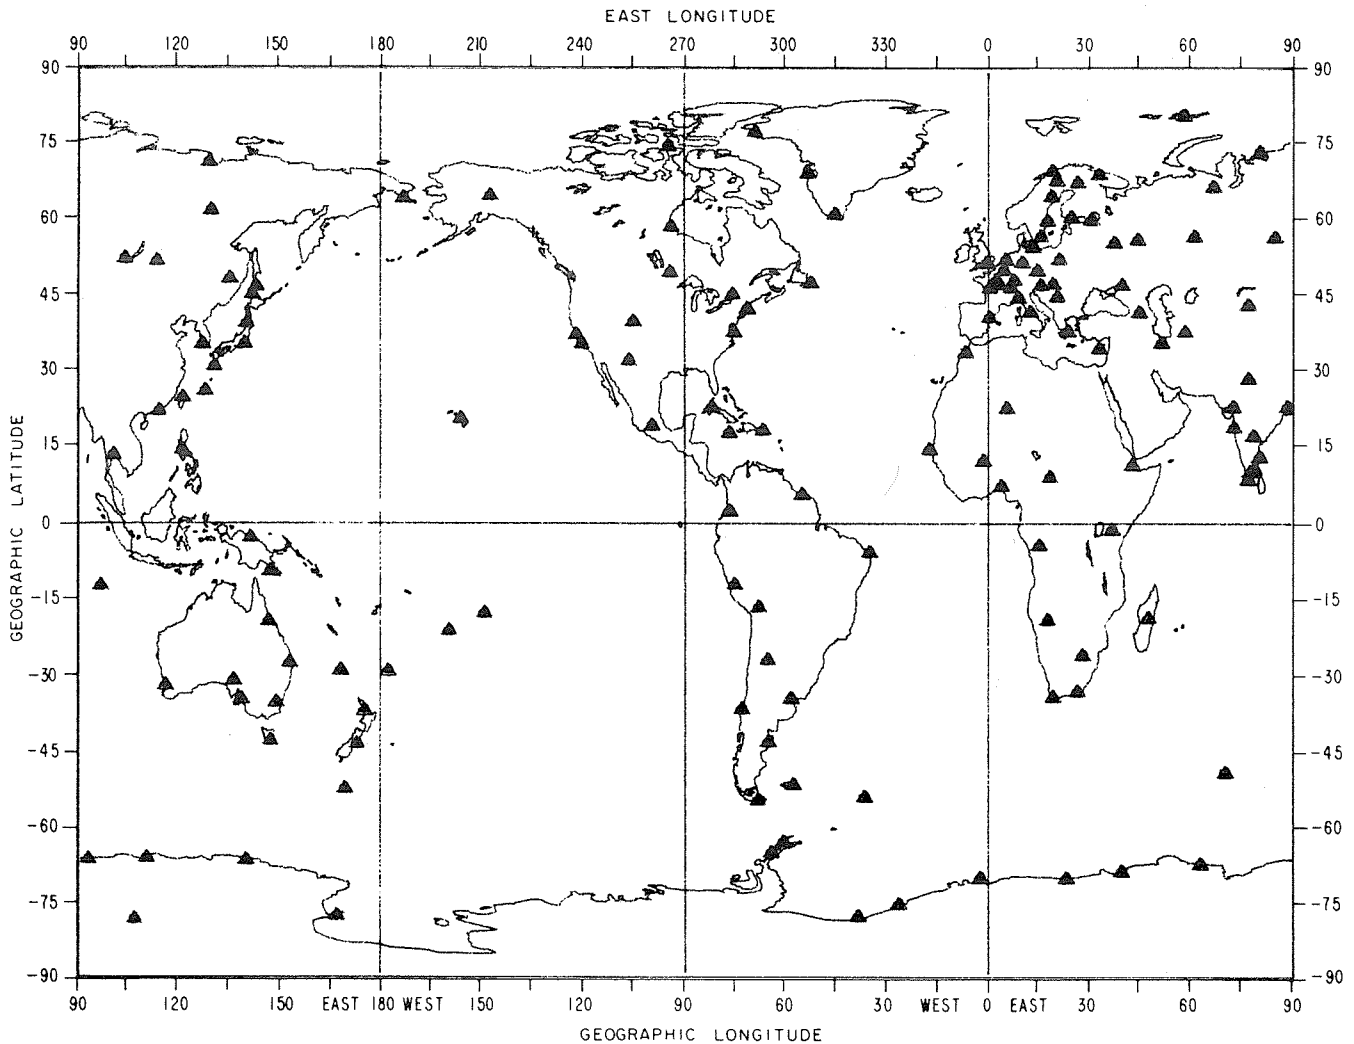 EAST LONGITUDE
90 120 150 180 210 240 270 300 330 0 30 60 90
90 90
75 75
60 60
45 45
30 30
15 15
0 0
-15 -15
-30 -30
-45 -45
-60 -60
-75 -75
-90 -90
GEOGRAPHIC LATITUDE
90 120 150 EAST 180 WEST 150 120 90 60 30 WEST 0 EAST 30 60 90
GEOGRAPHIC LONGITUDE